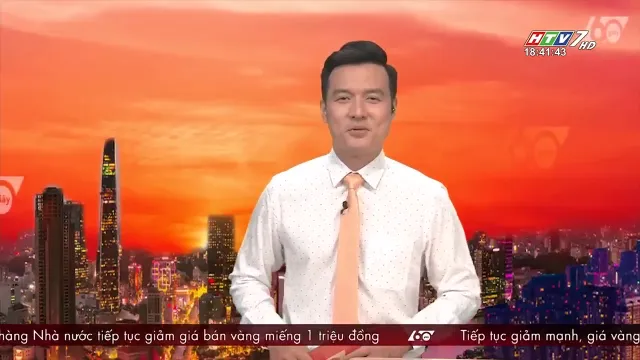 HTV7 HD
18:41:43
hàng Nhà nước tiếp tục giảm giá bán vàng miếng 1 triệu đồng 60 Tiếp tục giảm mạnh, giá vàng